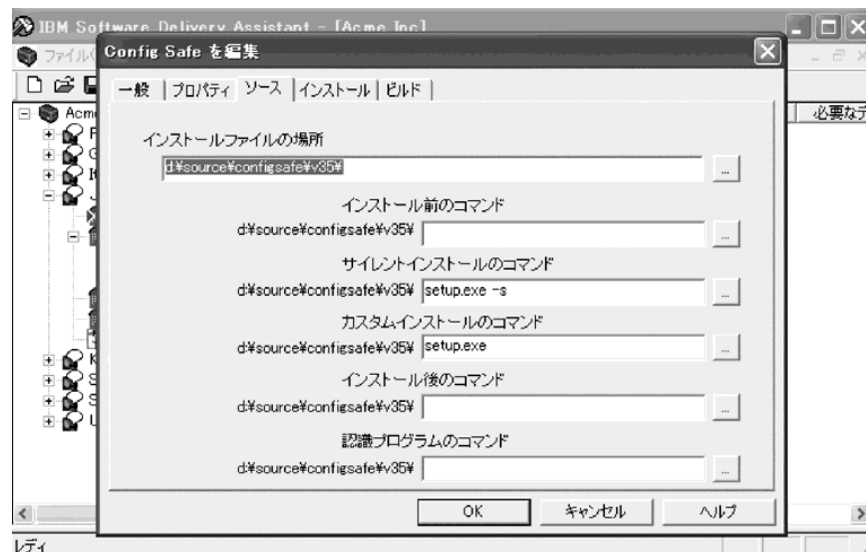 IBM Software Delivery Assistant - [Acme Inc]
Config Safe を編集
ファイル(
一般 プロパティ ソース インストール ビルド
必要なデ
Acme
インストールファイルの場所
d:¥source¥configsafe¥v35¥
...
インストール前のコマンド
d:¥source¥configsafe¥v35¥
...
サイレントインストールのコマンド
d:¥source¥configsafe¥v35¥ setup.exe -s
...
カスタムインストールのコマンド
d:¥source¥configsafe¥v35¥ setup.exe
...
インストール後のコマンド
d:¥source¥configsafe¥v35¥
...
認識プログラムのコマンド
d:¥source¥configsafe¥v35¥
...
OK キャンセル ヘルプ
レディ